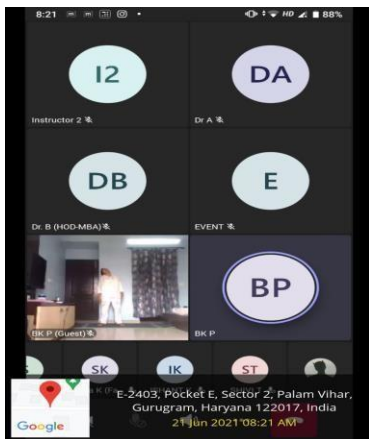 8:21
HD 88%
I2
DA
Instructor 2
Dr A
DB
E
Dr. B (HOD-MBA)
EVENT
BP
BK P (Guest)
BK P
SK
IK
ST
E-2403, Pocket E, Sector 2, Palam Vihar,
Gurugram, Haryana 122017, India
Google
21 Jun 2021 08:21 AM